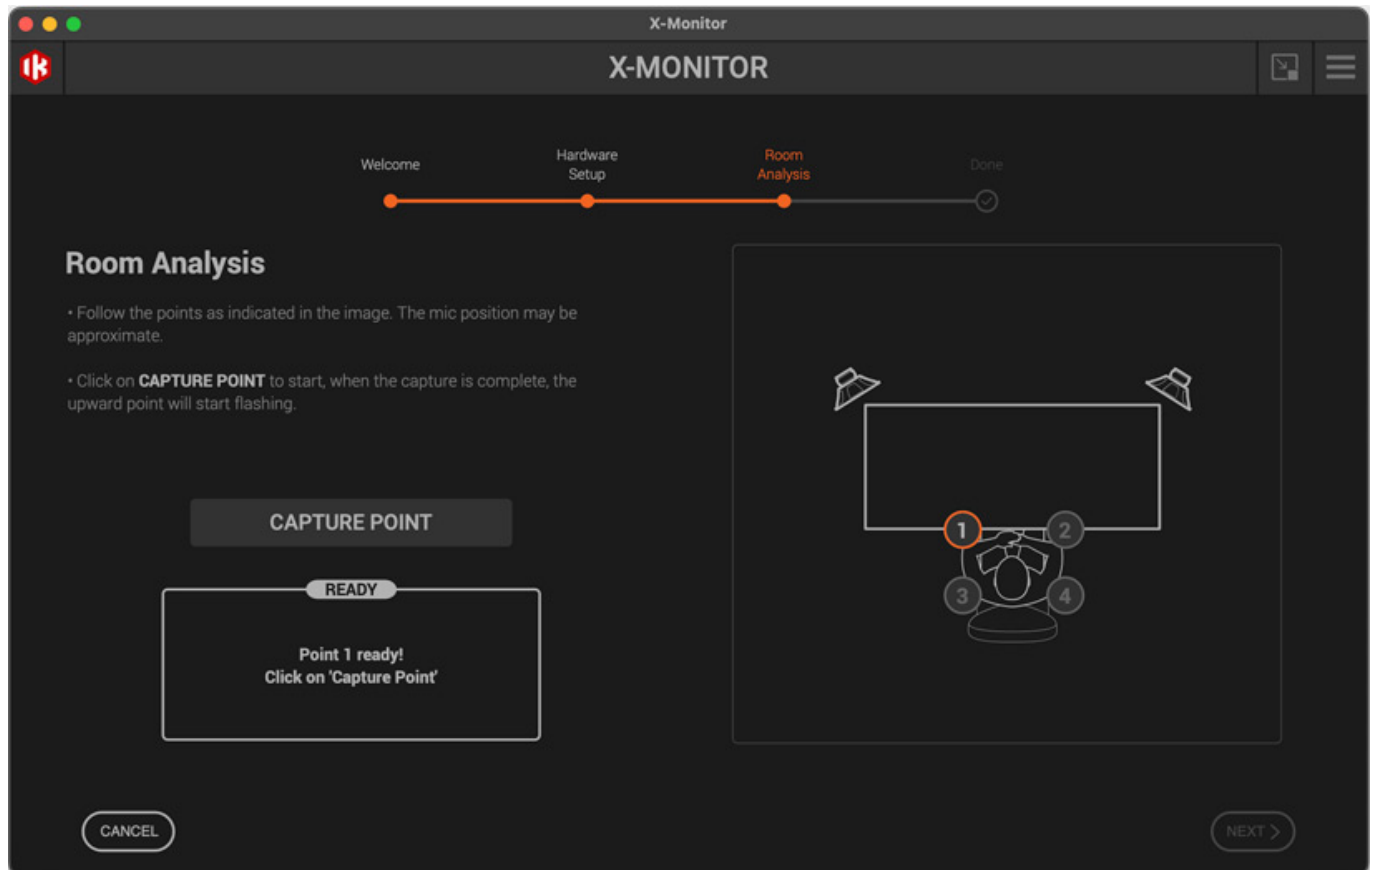 X-Monitor
IK
X-MONITOR
Welcome
Hardware
Setup
Room
Analysis
Done
Room Analysis
• Follow the points as indicated in the image. The mic position may be
approximate.
• Click on CAPTURE POINT to start, when the capture is complete, the
upward point will start flashing.
CAPTURE POINT
READY
Point 1 ready!
Click on 'Capture Point'
1
2
3
4
CANCEL
NEXT >